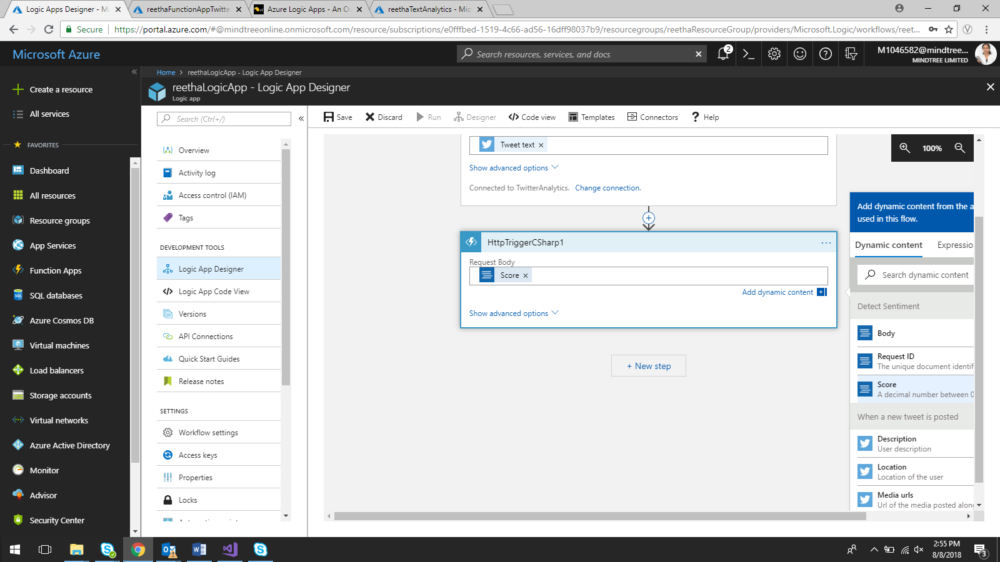 Logic Apps Designer - Mi
reethaFunctionAppTwitte
Azure Logic Apps - An O
reethaTextAnalytics - Mic
Secure
https://portal.azure.com/#@mindtreeonline.onmicrosoft.com/resource/subscriptions/e0fffbed-1519-4c66-ad56-16dff98037b9/resourcegroups/reethaResourceGroup/providers/Microsoft.Logic/workflows/reet...
Microsoft Azure
Search resources, services, and docs
2
M1046582@mindtree...
MINDTREE LIMITED
Create a resource
All services
FAVORITES
Dashboard
All resources
Resource groups
App Services
Function Apps
SQL databases
Azure Cosmos DB
Virtual machines
Load balancers
Storage accounts
Virtual networks
Azure Active Directory
Monitor
Advisor
Security Center
Home > reethaLogicApp - Logic App Designer
reethaLogicApp - Logic App Designer
Logic app
Search (Ctrl+/)
Overview
Activity log
Access control (IAM)
Tags
DEVELOPMENT TOOLS
Logic App Designer
Logic App Code View
Versions
API Connections
Quick Start Guides
Release notes
SETTINGS
Workflow settings
Access keys
Properties
Locks
Save
Discard
Run
Designer
Code view
Templates
Connectors
Help
Tweet text ×
Show advanced options
Connected to TwitterAnalytics. Change connection.
HttpTriggerCSharp1
Request Body
Score ×
Add dynamic content
Show advanced options
+ New step
100%
Add dynamic content from the a
used in this flow.
Dynamic content
Expressio
Search dynamic content
Detect Sentiment
Body
Request ID
The unique document identif
Score
A decimal number between 0
When a new tweet is posted
Description
User description
Location
Location of the user
Media urls
Url of the media posted along
2:55 PM
8/8/2018
3